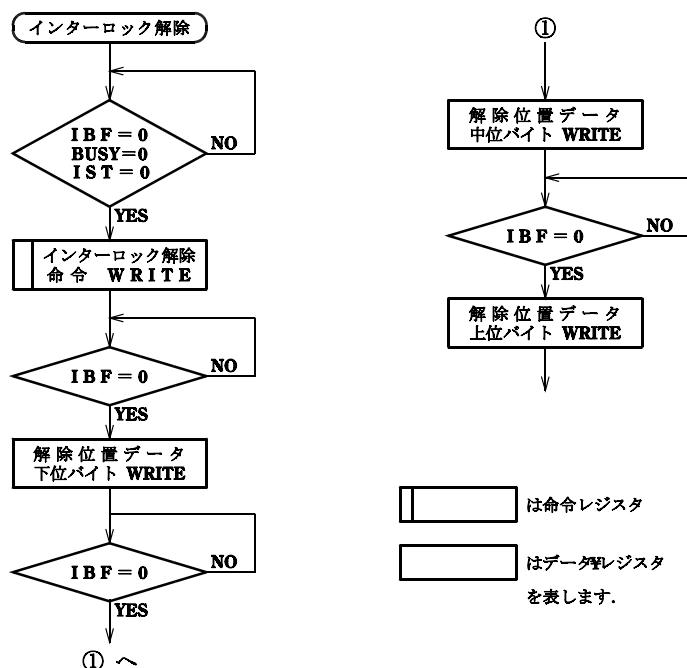 インターロック解除
IBF=0
BUSY=0
IST=0
NO
YES
インターロック解除
命令 WRITE
IBF=0
NO
YES
解除位置データ
下位バイト WRITE
IBF=0
NO
YES
① へ
①
解除位置データ
中位バイト WRITE
IBF=0
NO
YES
解除位置データ
上位バイト WRITE
は命令レジスタ
はデータ¥レジスタ
を表します.